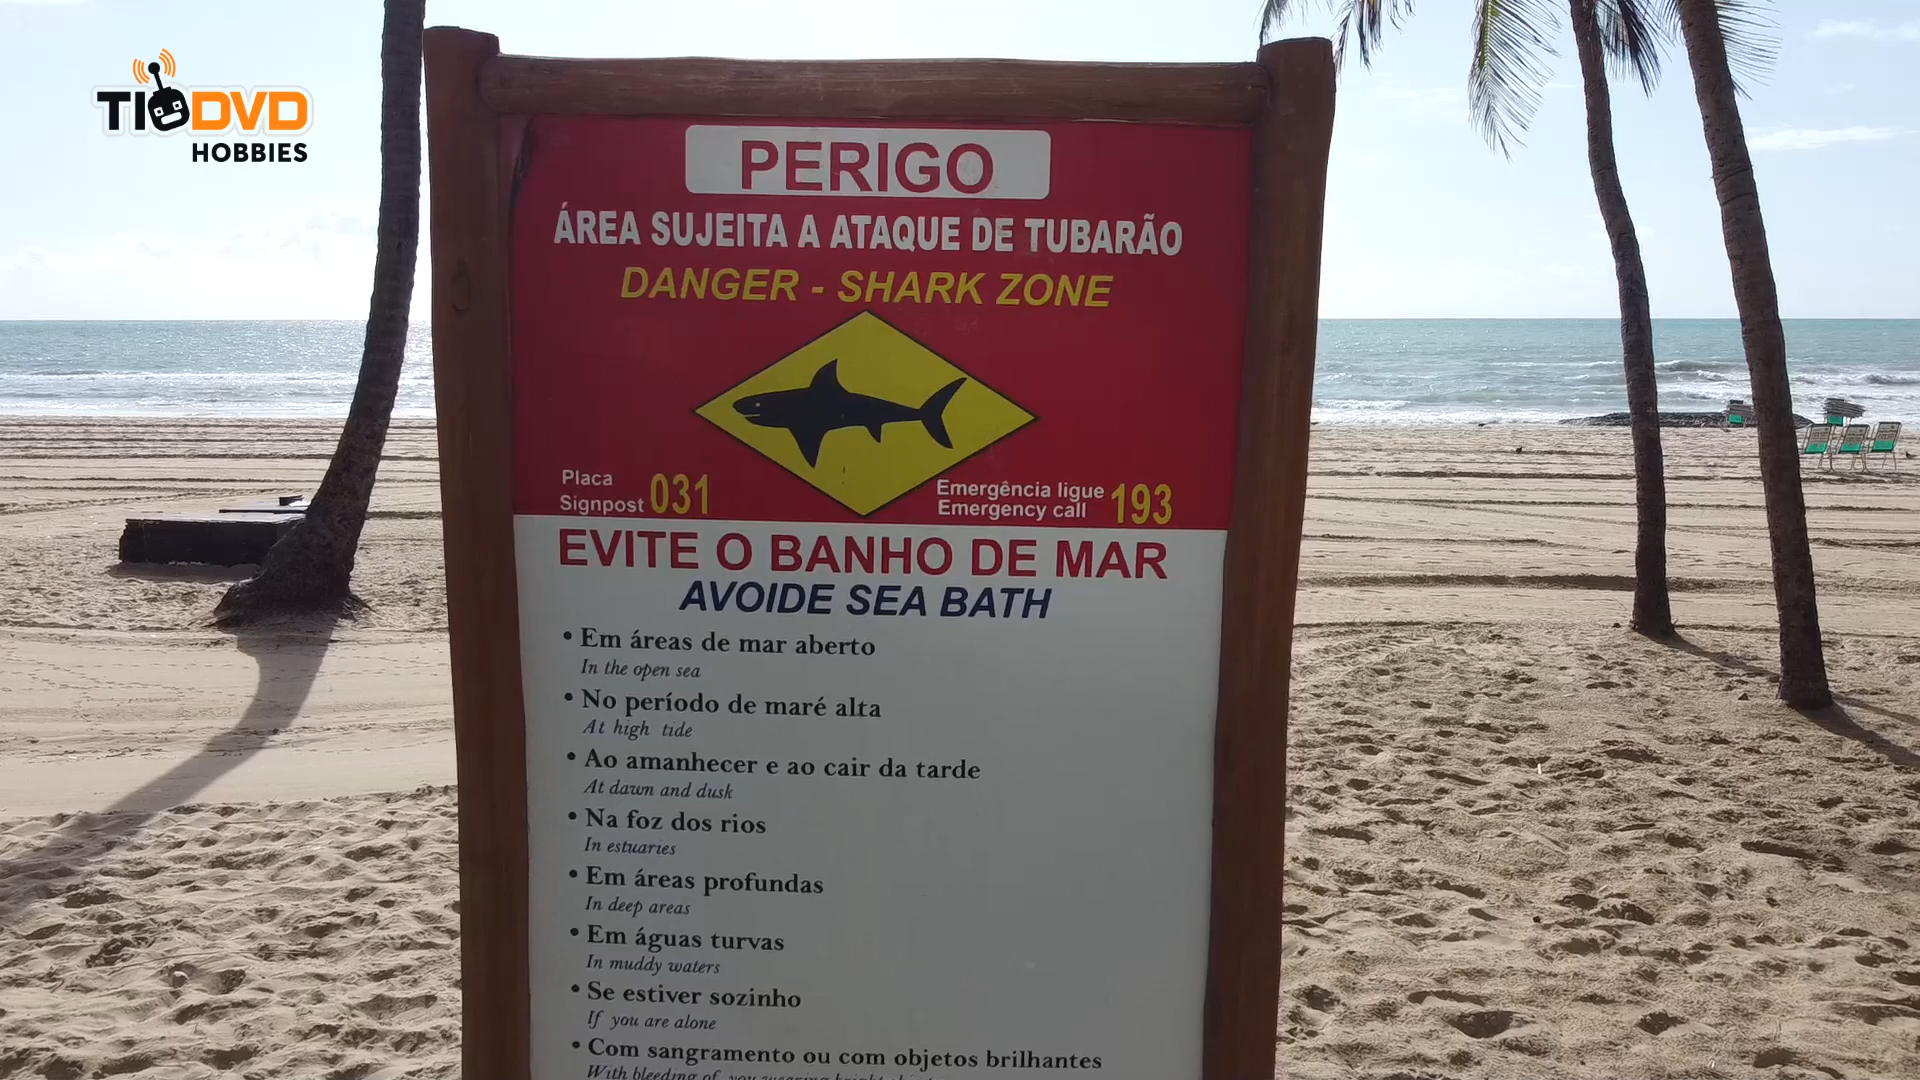 TIODVD
HOBBIES
PERIGO
ÁREA SUJEITA A ATAQUE DE TUBARÃO
DANGER - SHARK ZONE
Placa
Signpost 031
Emergência ligue
Emergency call 193
EVITE O BANHO DE MAR
AVOIDE SEA BATH
• Em áreas de mar aberto
In the open sea
• No período de maré alta
At high tide
• Ao amanhecer e ao cair da tarde
At dawn and dusk
• Na foz dos rios
In estuaries
• Em áreas profundas
In deep areas
• Em águas turvas
In muddy waters
• Se estiver sozinho
If you are alone
• Com sangramento ou com objetos brilhantes
With bleeding of you